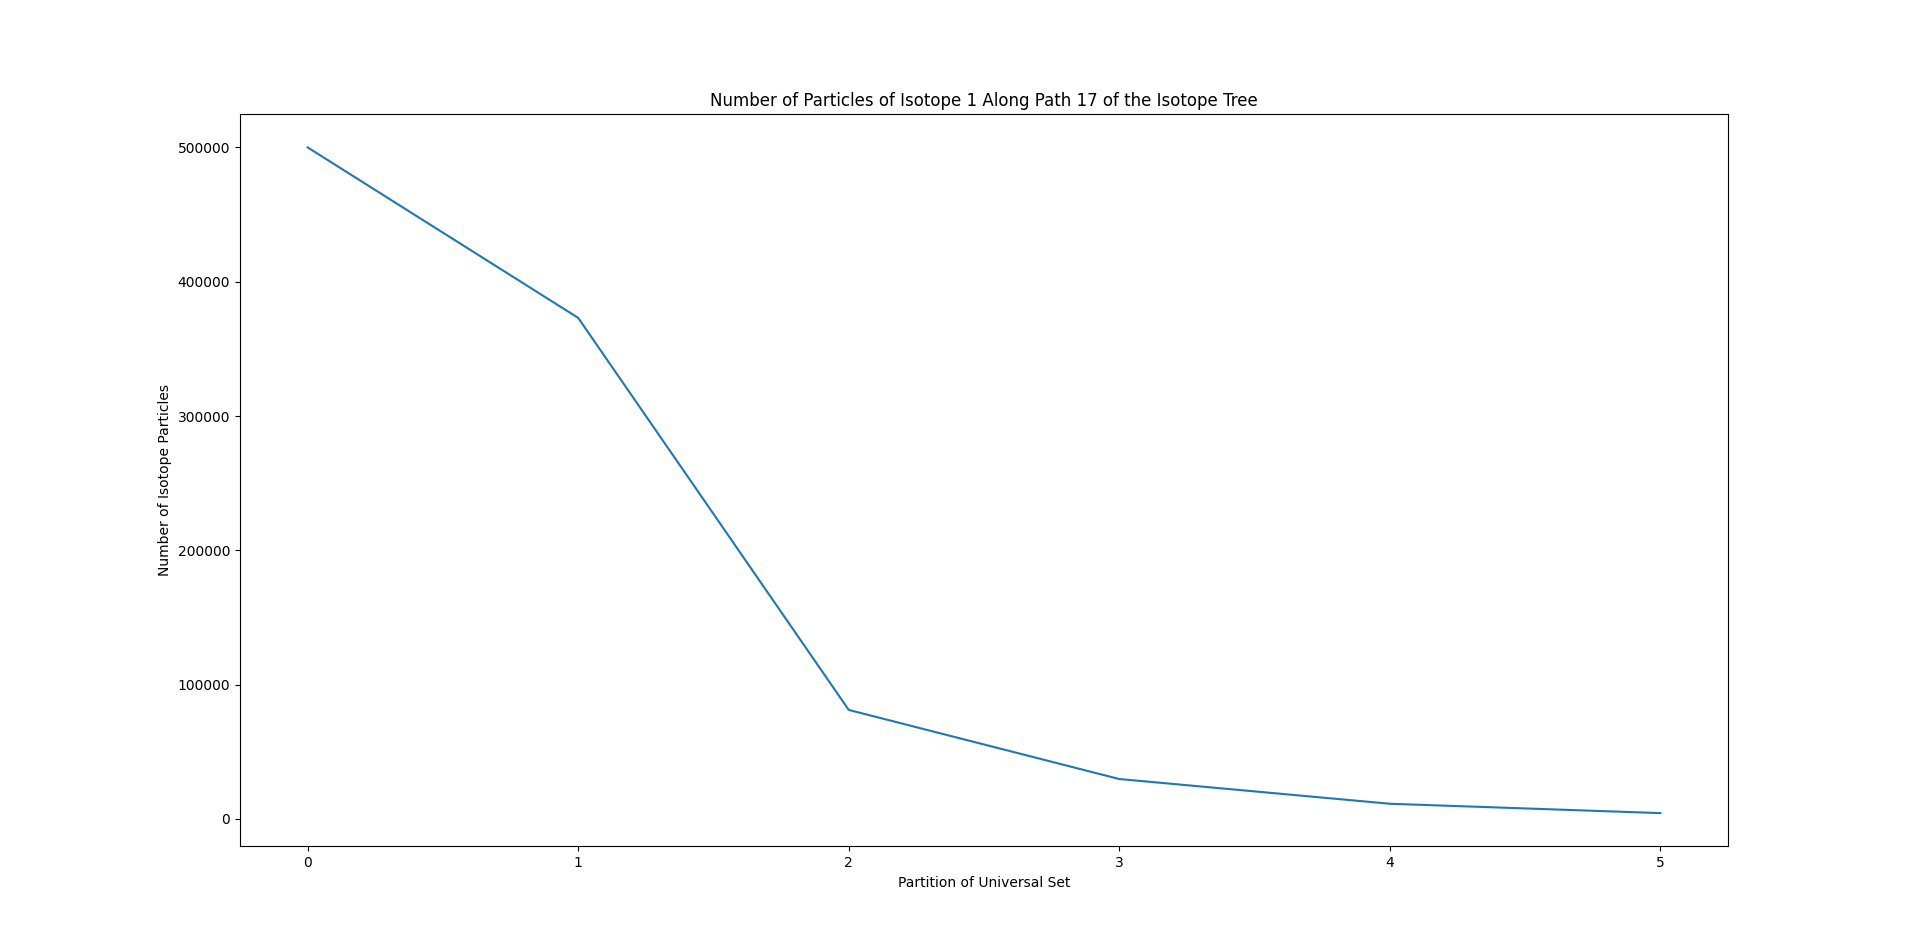 Number of Particles of Isotope 1 Along Path 17 of the Isotope Tree
500000
400000
300000
200000
100000
0
Number of Isotope Particles
0 1 2 3 4 5
Partition of Universal Set